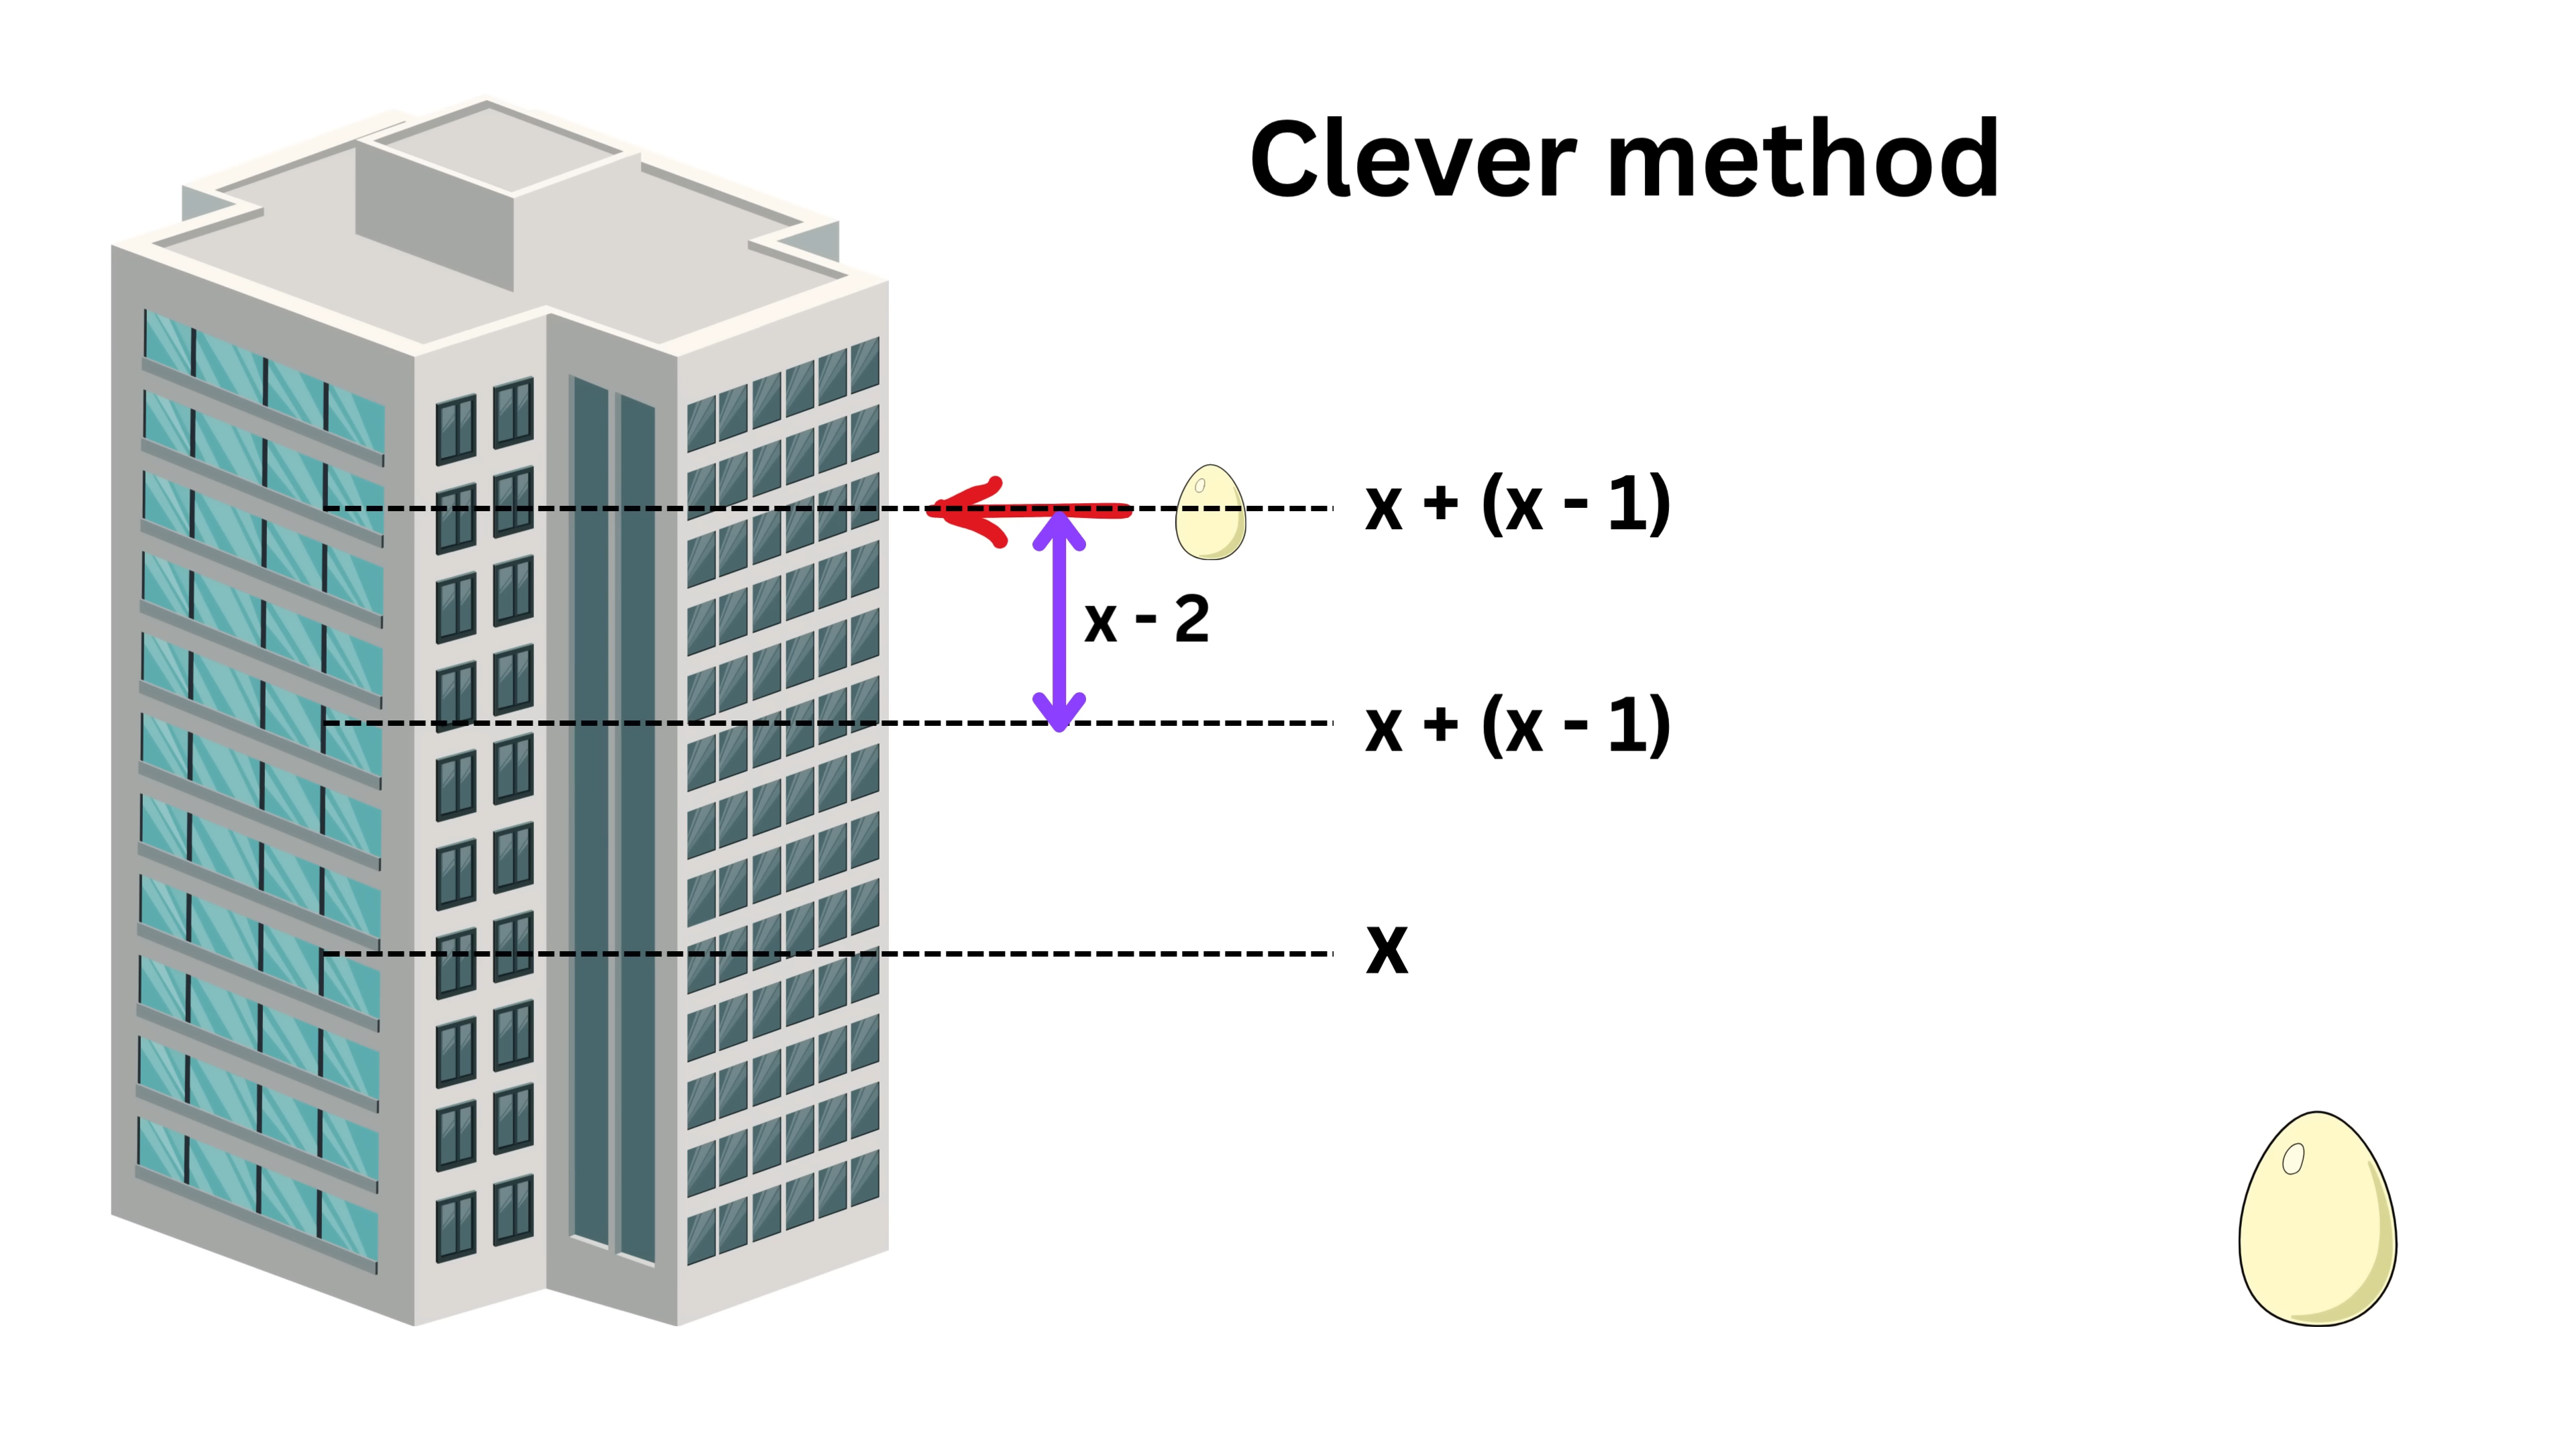 Clever method
x + (x - 1)
x - 2
x + (x - 1)
x